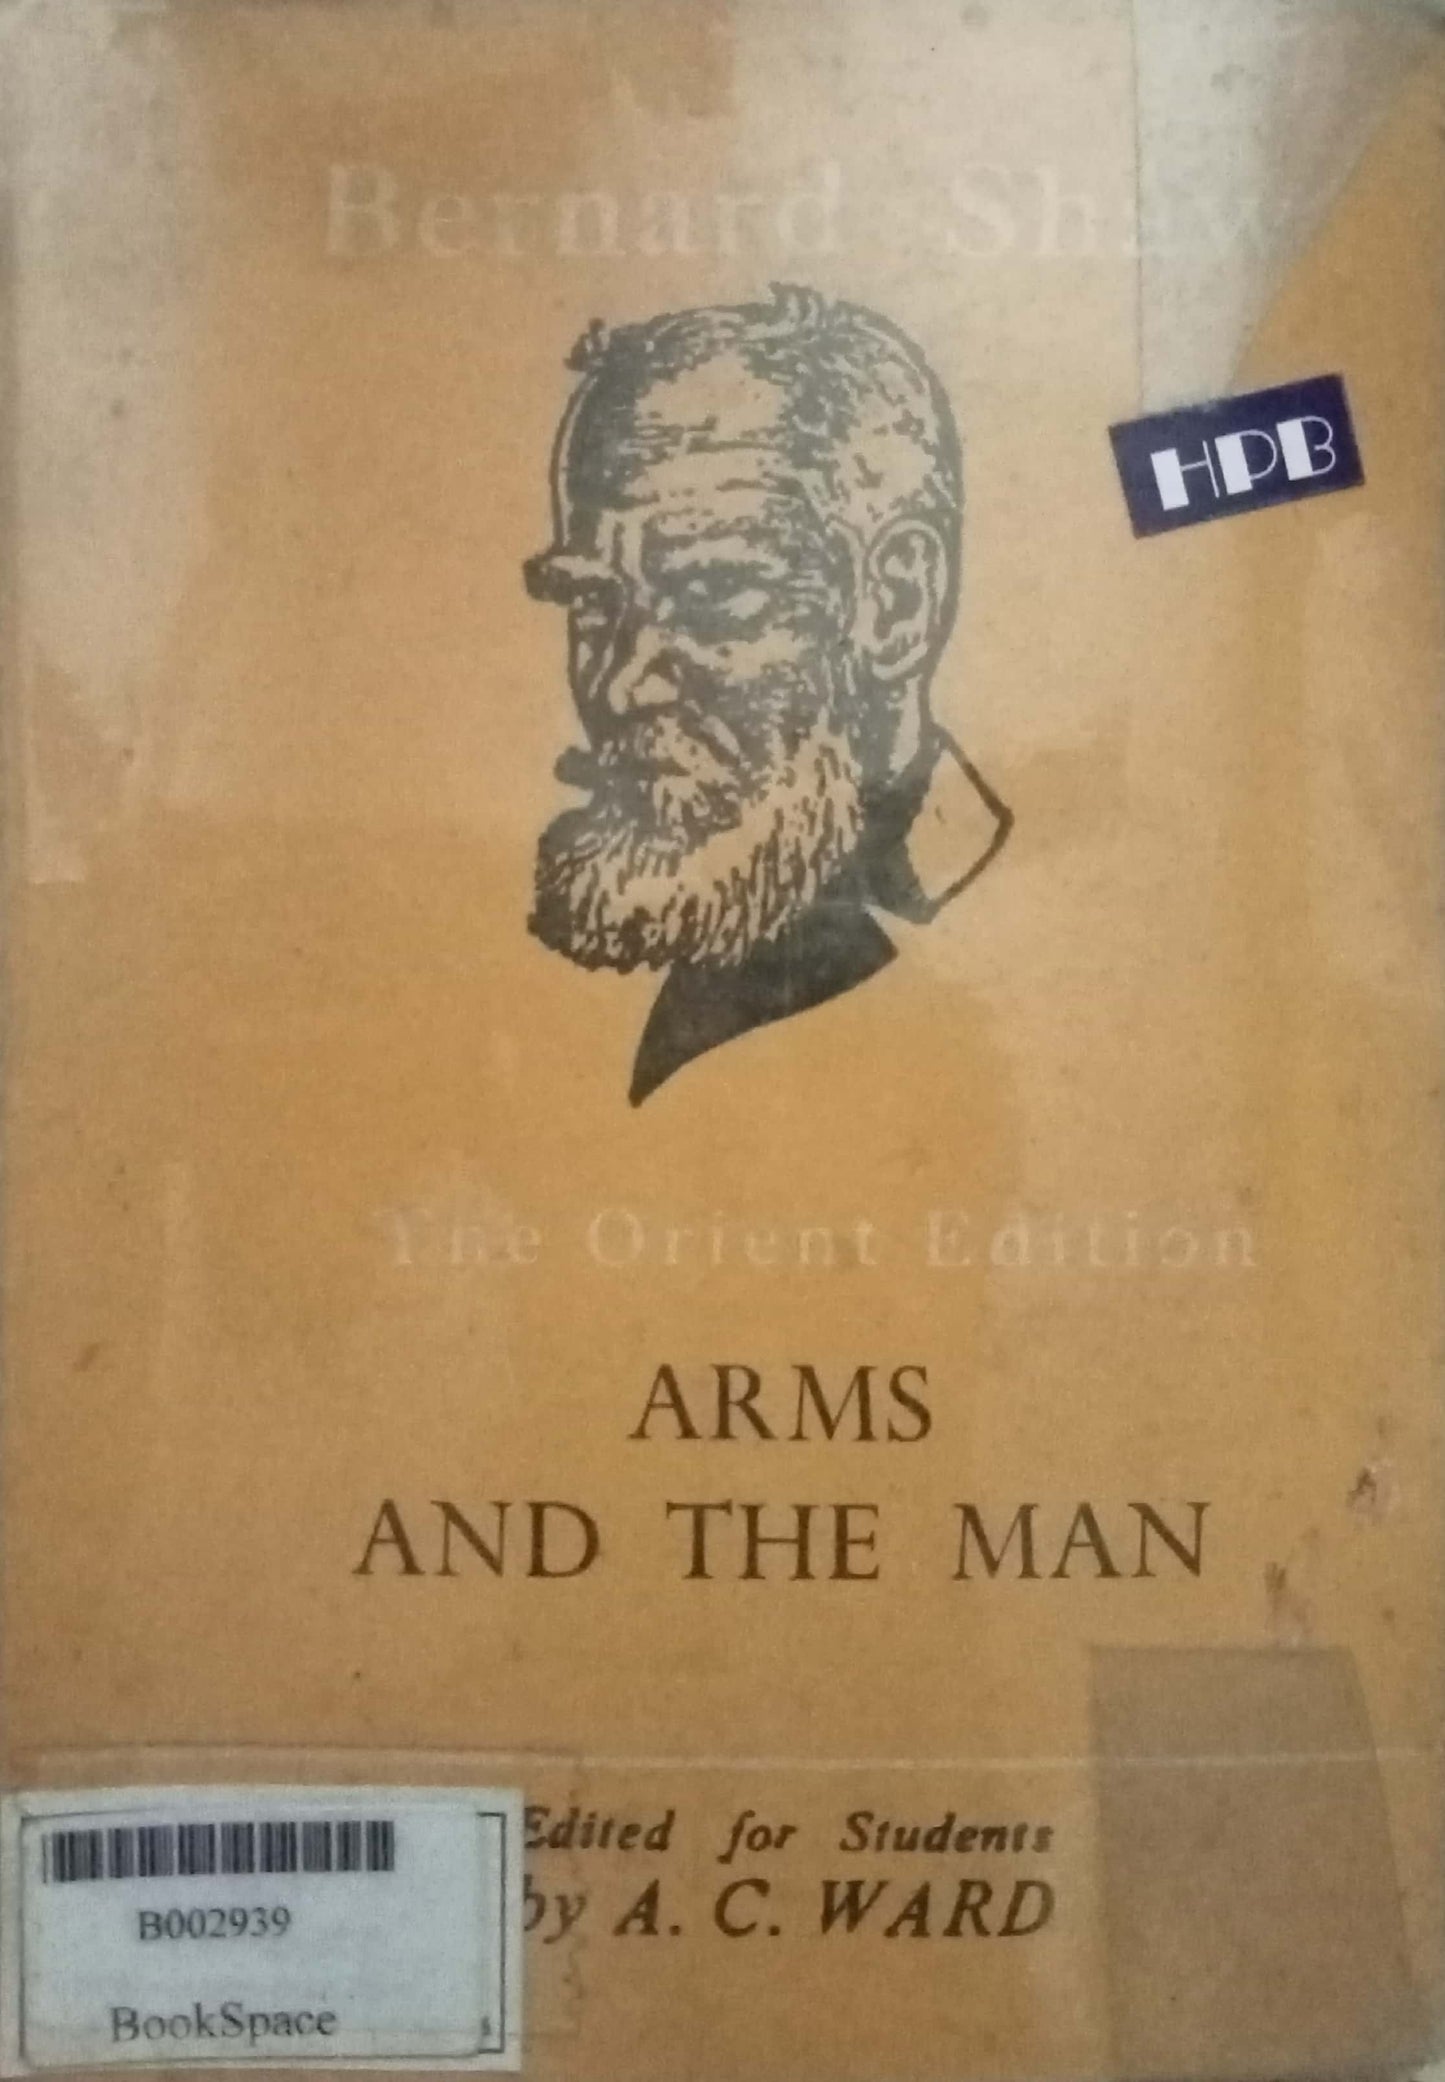 Bernard Shaw
HPB
The Orient Edition
ARMS
AND THE MAN
Edited for Students
by A. C. WARD
B002939
BookSpace